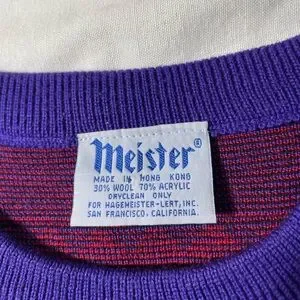 Meister®
MADE IN HONG KONG
30% WOOL 70% ACRYLIC
DRYCLEAN ONLY
FOR HAGEMEISTER-LERT, INC.
SAN FRANCISCO, CALIFORNIA.